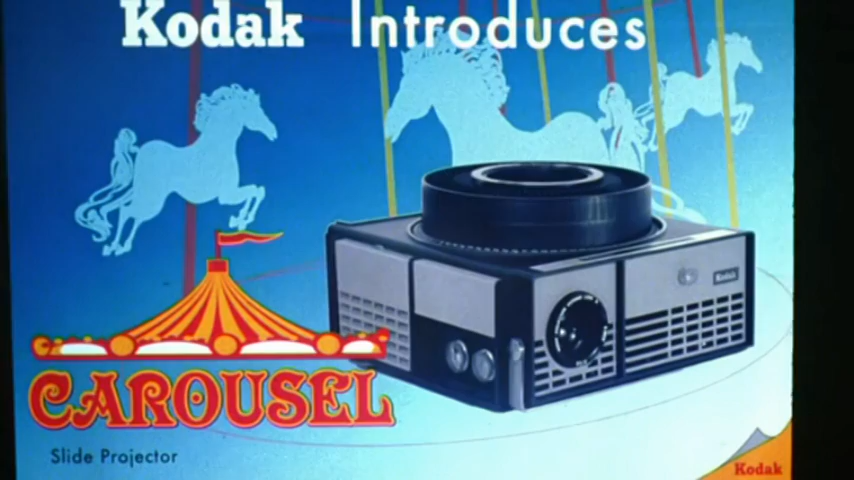 Kodak Introduces
Kodak
CAROUSEL
Slide Projector
Kodak